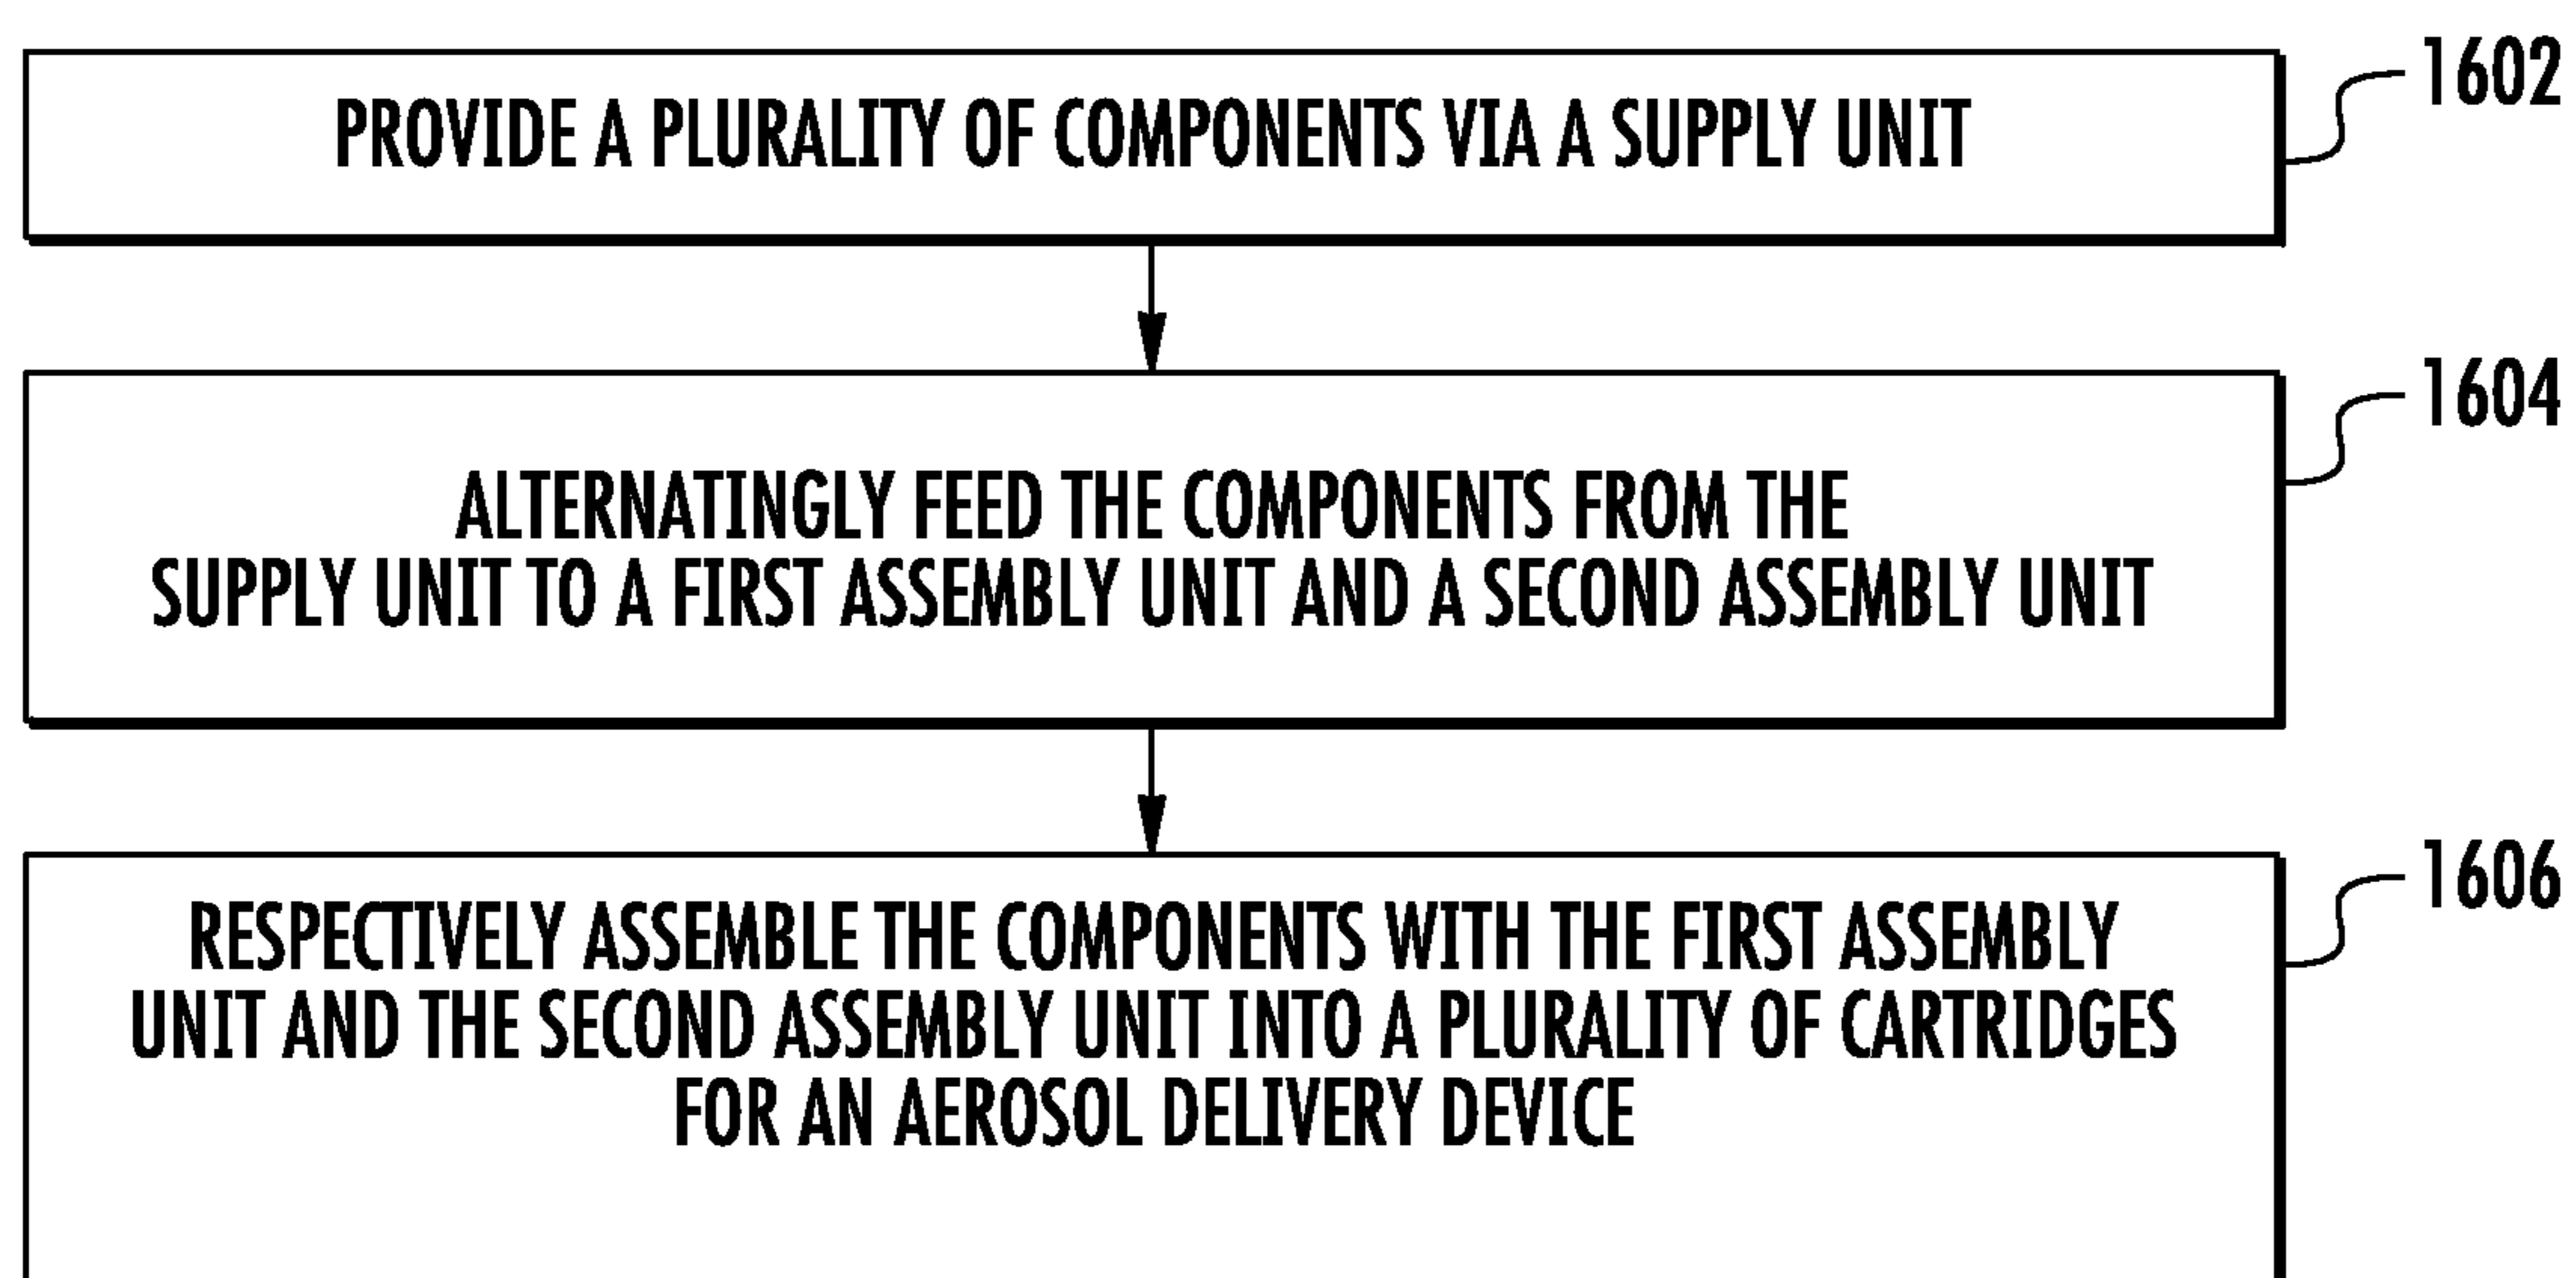 PROVIDE A PLURALITY OF COMPONENTS VIA A SUPPLY UNIT
1602
ALTERNATINGLY FEED THE COMPONENTS FROM THE
SUPPLY UNIT TO A FIRST ASSEMBLY UNIT AND A SECOND ASSEMBLY UNIT
1604
RESPECTIVELY ASSEMBLE THE COMPONENTS WITH THE FIRST ASSEMBLY
UNIT AND THE SECOND ASSEMBLY UNIT INTO A PLURALITY OF CARTRIDGES
FOR AN AEROSOL DELIVERY DEVICE
1606